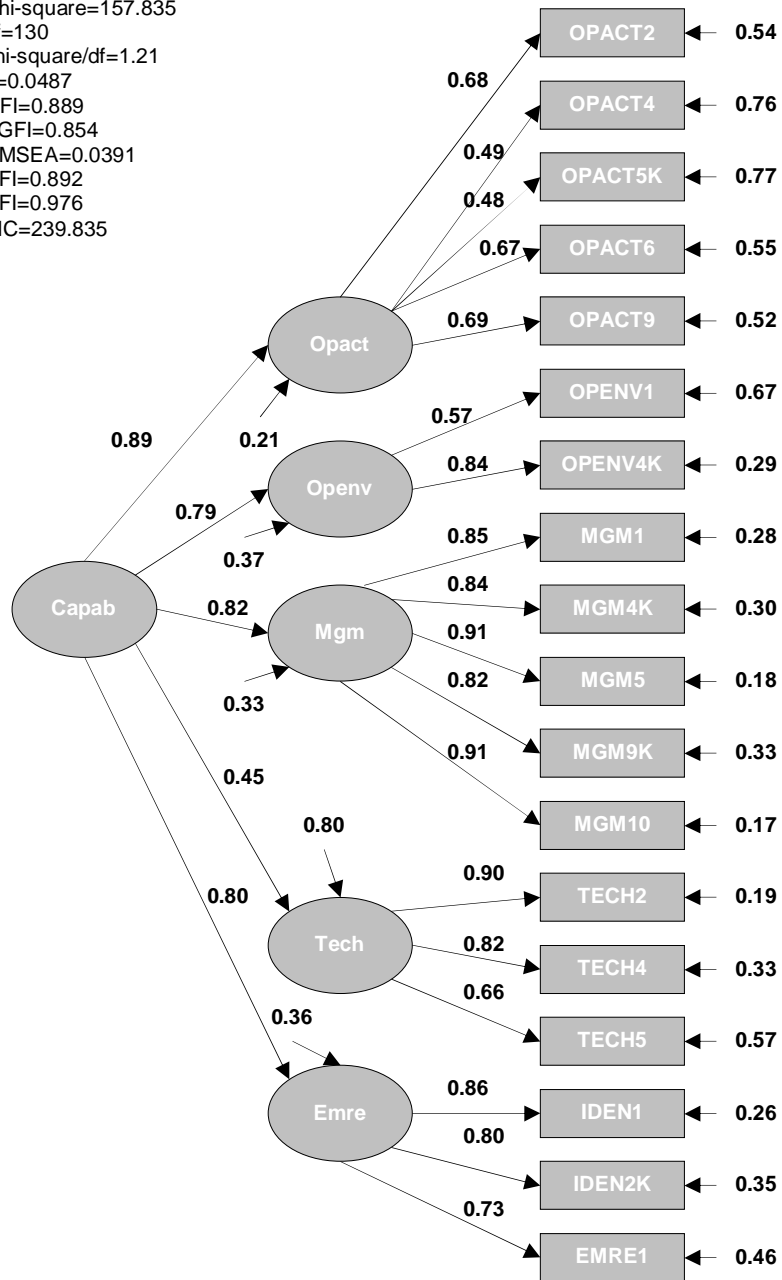 hi-square=157.835
=130
ni-square/df=1.21
=0.0487
FI=0.889
GFI=0.854
MSEA=0.0391
FI=0.892
FI=0.976
IC=239.835
OPACT2
0.54
0.68
OPACT4
0.76
0.49
OPACT5K
0.77
0.48
OPACT6
0.55
0.67
OPACT9
0.52
0.69
Opact
0.89
0.21
OPENV1
0.67
0.57
OPENV4K
0.29
0.84
Openv
0.79
0.37
MGM1
0.28
0.85
MGM4K
0.30
0.84
Capab
0.82
Mgm
0.91
MGM5
0.18
0.33
0.82
MGM9K
0.33
0.91
0.45
MGM10
0.17
0.80
0.90
TECH2
0.19
0.80
Tech
0.82
TECH4
0.33
0.66
TECH5
0.57
0.36
0.86
Emre
IDEN1
0.26
0.80
IDEN2K
0.35
0.73
EMRE1
0.46